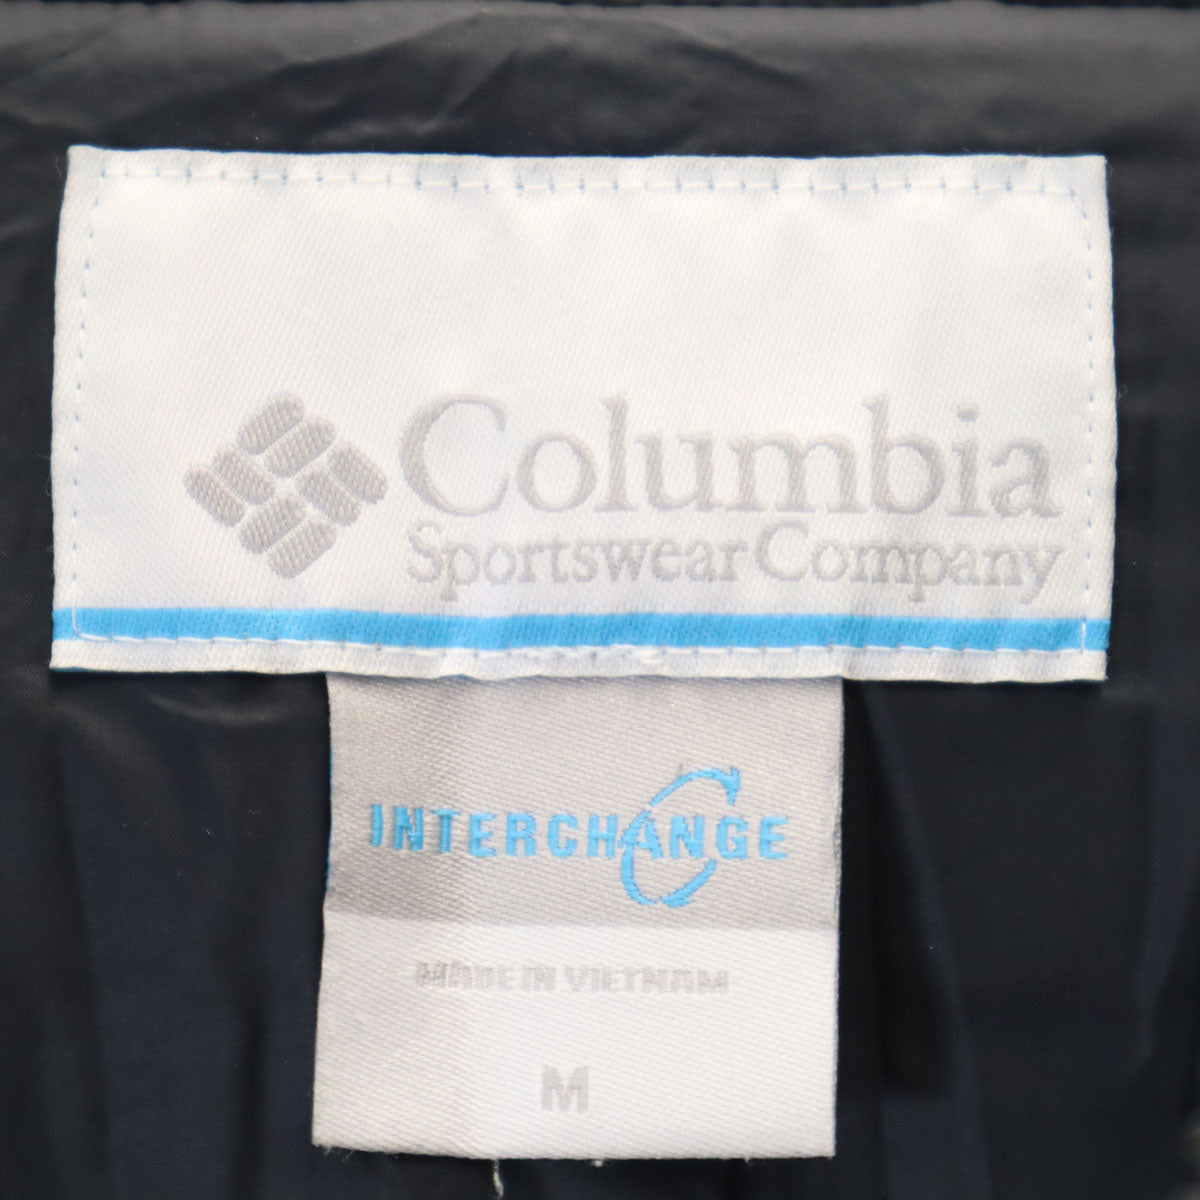 Columbia
Sportswear Company
INTERCHANGE
MADE IN VIETNAM
M